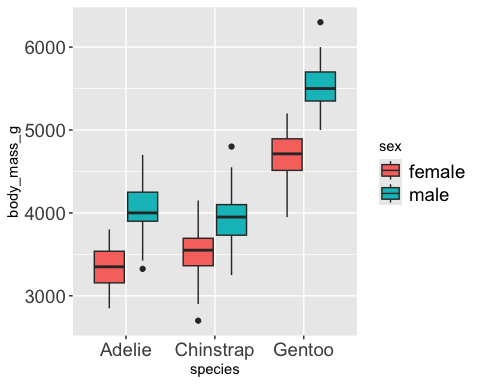 body_mass_g
6000
5000
4000
3000
Adelie Chinstrap Gentoo
species
sex
female
male